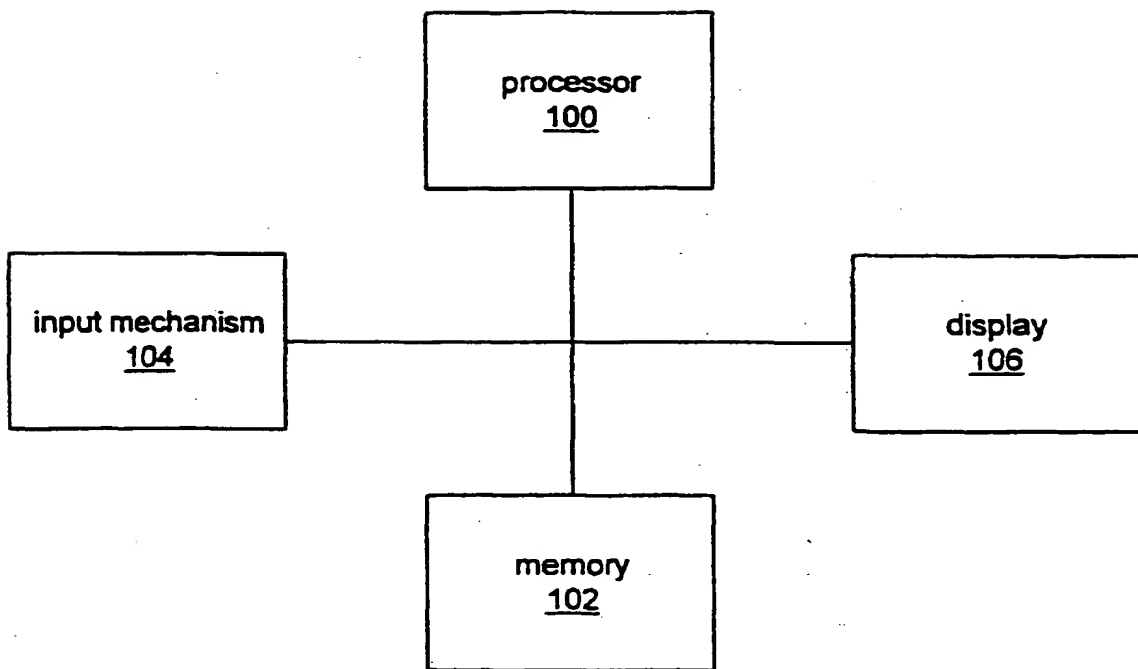 processor
100
input mechanism
104
display
106
memory
102